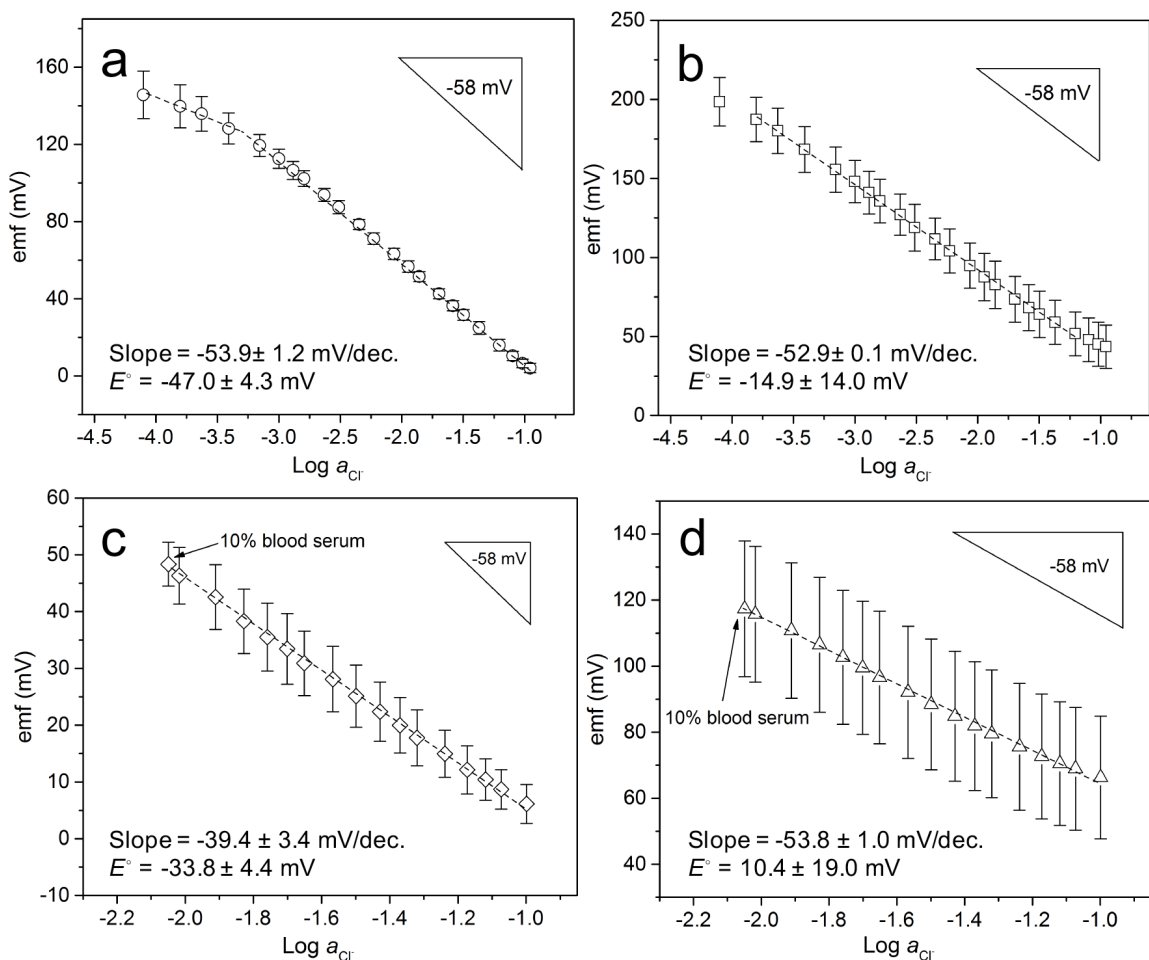 a
-58 mV
160
120
80
40
0
emf (mV)
Slope = -53.9± 1.2 mV/dec.
E° = -47.0 ± 4.3 mV
-4.5 -4.0 -3.5 -3.0 -2.5 -2.0 -1.5 -1.0
Log aCl-
b
-58 mV
250
200
150
100
50
0
emf (mV)
Slope = -52.9± 0.1 mV/dec.
E° = -14.9 ± 14.0 mV
-4.5 -4.0 -3.5 -3.0 -2.5 -2.0 -1.5 -1.0
Log aCl-
c
10% blood serum
-58 mV
60
50
40
30
20
10
0
-10
emf (mV)
Slope = -39.4 ± 3.4 mV/dec.
E° = -33.8 ± 4.4 mV
-2.2 -2.0 -1.8 -1.6 -1.4 -1.2 -1.0
Log aCl-
d
-58 mV
140
120
100
80
60
40
emf (mV)
10% blood serum
Slope = -53.8 ± 1.0 mV/dec.
E° = 10.4 ± 19.0 mV
-2.2 -2.0 -1.8 -1.6 -1.4 -1.2 -1.0
Log aCl-